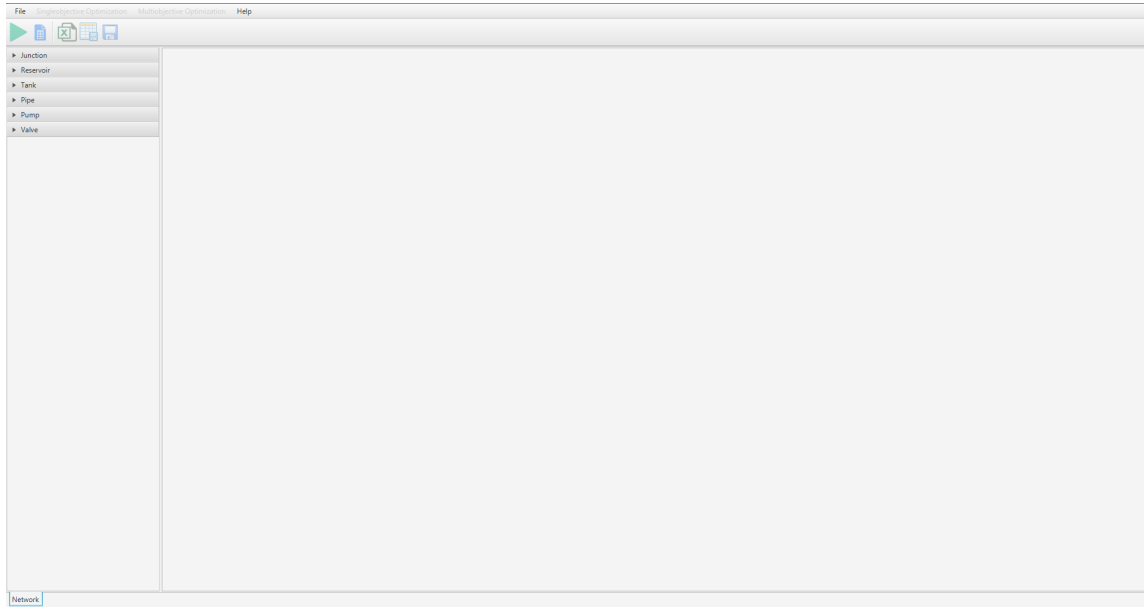 File Singleobjective Optimization Multiobjective Optimization Help
Junction
Reservoir
Tank
Pipe
Pump
Valve
Network